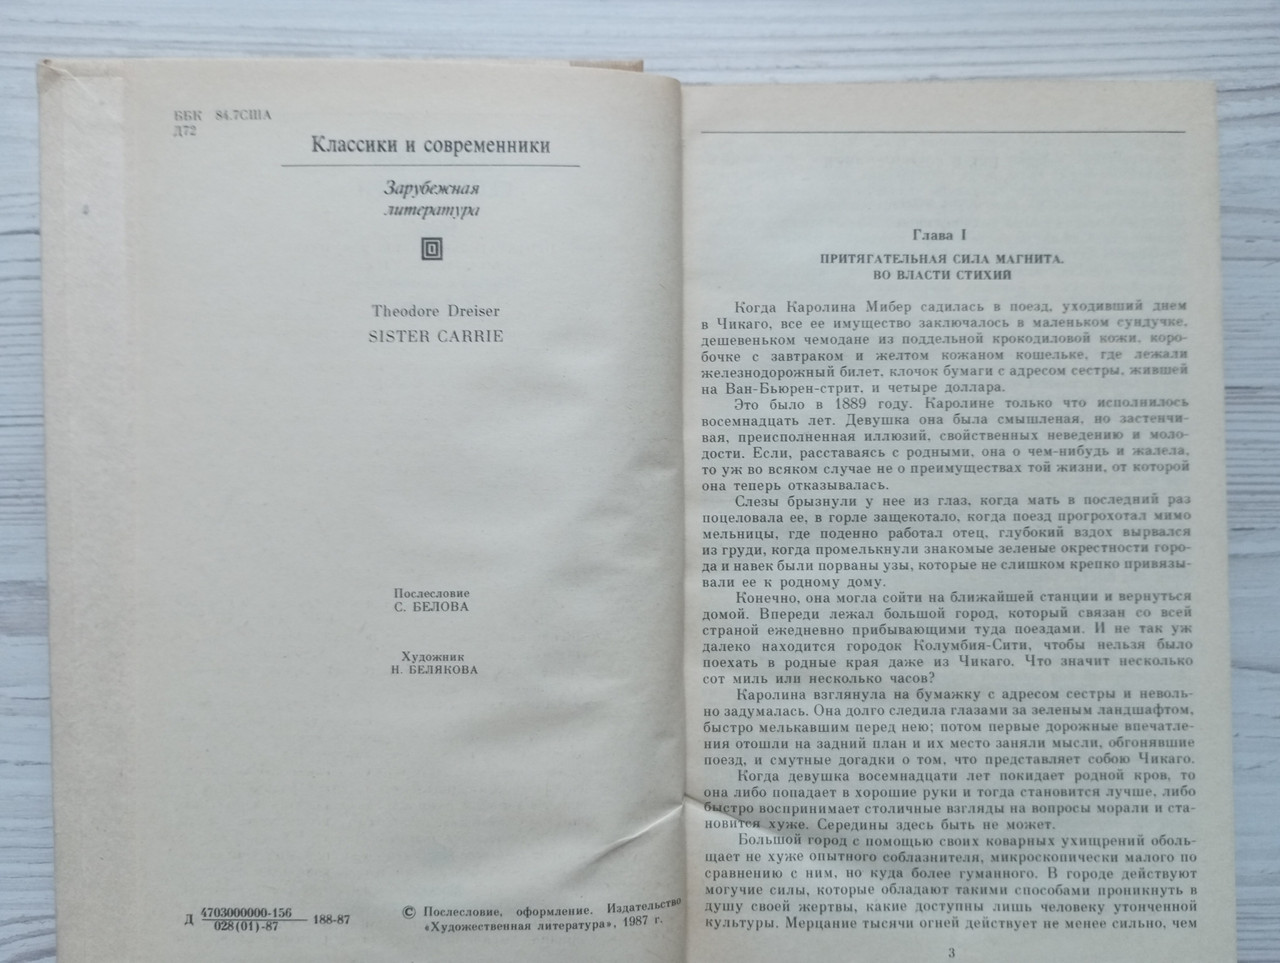 ББК 84.7США
Д72
Классики и современники
Зарубежная
литература
Theodore Dreiser
SISTER CARRIE
Послесловие
С. БЕЛОВА
Художник
Н. БЕЛЯКОВА
Д 4703000000-156 188-87
028(01)-87
© Послесловие, оформление. Издательство
«Художественная литература», 1987 г.
Глава I
ПРИТЯГАТЕЛЬНАЯ СИЛА МАГНИТА.
ВО ВЛАСТИ СТИХИЙ
Когда Каролина Мибер садилась в поезд, уходивший днем
в Чикаго, все ее имущество заключалось в маленьком сундучке,
дешевеньком чемодане из поддельной крокодиловой кожи, коро-
бочке с завтраком и желтом кожаном кошельке, где лежали
железнодорожный билет, клочок бумаги с адресом сестры, жившей
на Ван-Бьюрен-стрит, и четыре доллара.
Это было в 1889 году. Каролине только что исполнилось
восемнадцать лет. Девушка она была смышленая, но застенчи-
вая, преисполненная иллюзий, свойственных неведению и моло-
дости. Если, расставаясь с родными, она о чем-нибудь и жалела,
то уж во всяком случае не о преимуществах той жизни, от которой
она теперь отказывалась.
Слезы брызнули у нее из глаз, когда мать в последний раз
поцеловала ее, в горле защекотало, когда поезд прогрохотал мимо
мельницы, где поденно работал отец, глубокий вздох вырвался
из груди, когда промелькнули знакомые зеленые окрестности горо-
да и навек были порваны узы, которые не слишком крепко привязы-
вали ее к родному дому.
Конечно, она могла сойти на ближайшей станции и вернуться
домой. Впереди лежал большой город, который связан со всей
страной ежедневно прибывающими туда поездами. И не так уж
далеко находится городок Колумбия-Сити, чтобы нельзя было
поехать в родные края даже из Чикаго. Что значит несколько
сот миль или несколько часов?
Каролина взглянула на бумажку с адресом сестры и неволь-
но задумалась. Она долго следила глазами за зеленым ландшафтом,
быстро мелькавшим перед нею; потом первые дорожные впечатле-
ния отошли на задний план и их место заняли мысли, обгонявшие
поезд, и смутные догадки о том, что представляет собою Чикаго.
Когда девушка восемнадцати лет покидает родной кров, то
она либо попадает в хорошие руки и тогда становится лучше, либо
быстро воспринимает столичные взгляды на вопросы морали и ста-
новится хуже. Середины здесь быть не может.
Большой город с помощью своих коварных ухищрений оболь-
щает не хуже опытного соблазнителя, микроскопически малого по
сравнению с ним, но куда более гуманного. В городе действуют
могучие силы, которые обладают такими способами проникнуть в
душу своей жертвы, какие доступны лишь человеку утонченной
культуры. Мерцание тысячи огней действует не менее сильно, чем
3